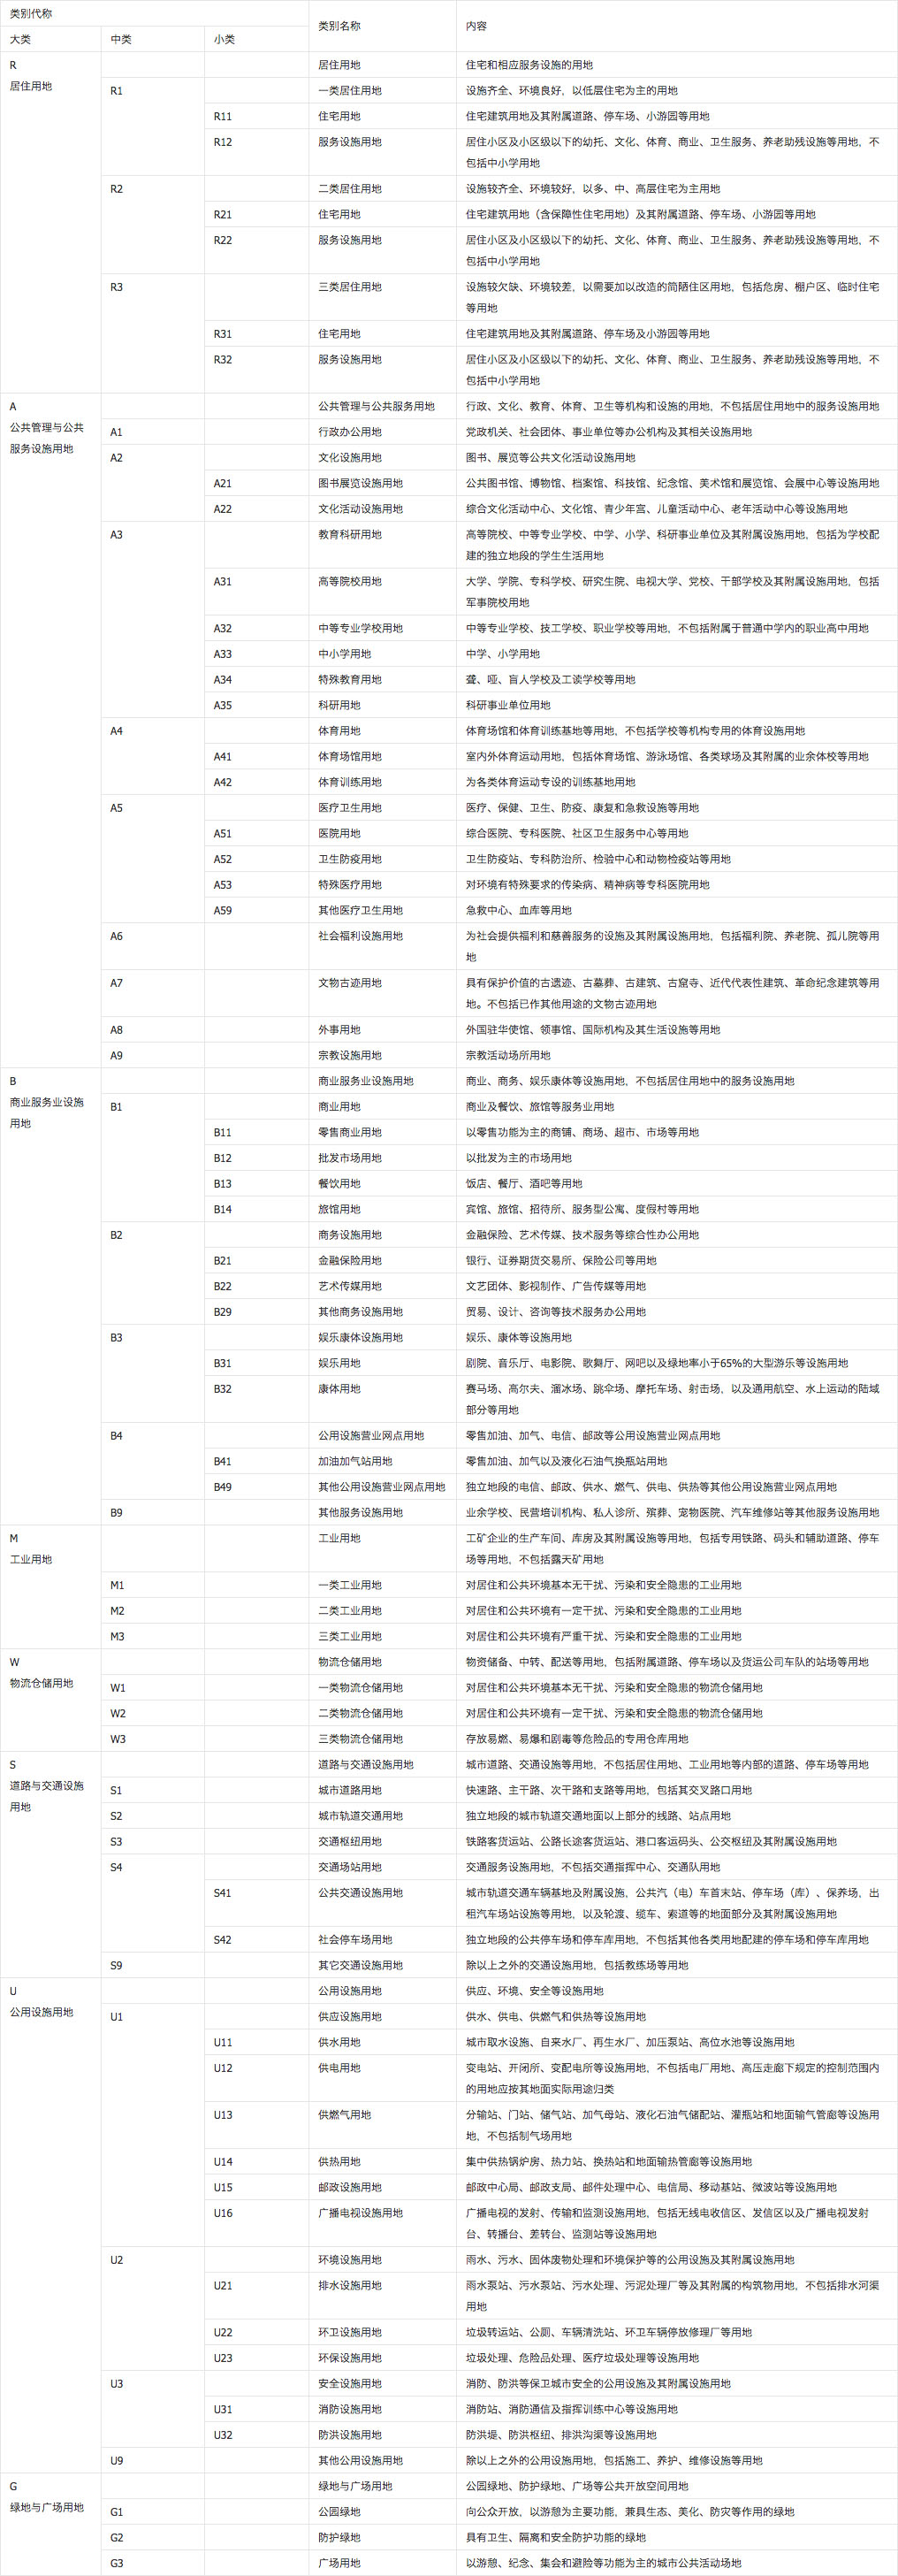 类别代称
类别名称
内容
大类
中类
小类
R
居住用地
居住用地
住宅和相应服务设施的用地
R1
一类居住用地
设施齐全、环境良好，以低层住宅为主的用地
R11
住宅用地
住宅建筑用地及其附属道路、停车场、小游园等用地
R12
服务设施用地
居住小区及小区级以下的幼托、文化、体育、商业、卫生服务、养老助残设施等用地，不
包括中小学用地
R2
二类居住用地
设施较齐全、环境较好，以多、中、高层住宅为主用地
R21
住宅用地
住宅建筑用地（含保障性住宅用地）及其附属道路、停车场、小游园等用地
R22
服务设施用地
居住小区及小区级以下的幼托、文化、体育、商业、卫生服务、养老助残设施等用地，不
包括中小学用地
R3
三类居住用地
设施较欠缺、环境较差，以需要加以改造的简陋住区用地，包括危房、棚户区、临时住宅
等用地
R31
住宅用地
住宅建筑用地及其附属道路、停车场及小游园等用地
R32
服务设施用地
居住小区及小区级以下的幼托、文化、体育、商业、卫生服务、养老助残设施等用地，不
包括中小学用地
A
公共管理与公共
服务设施用地
公共管理与公共服务用地
行政、文化、教育、体育、卫生等机构和设施的用地，不包括居住用地中的服务设施用地
A1
行政办公用地
党政机关、社会团体、事业单位等办公机构及其相关设施用地
A2
文化设施用地
图书、展览等公共文化活动设施用地
A21
图书展览设施用地
公共图书馆、博物馆、档案馆、科技馆、纪念馆、美术馆和展览馆、会展中心等设施用地
A22
文化活动设施用地
综合文化活动中心、文化馆、青少年宫、儿童活动中心、老年活动中心等设施用地
A3
教育科研用地
高等院校、中等专业学校、中学、小学、科研事业单位及其附属设施用地，包括为学校配
建的独立地段的学生生活用地
A31
高等院校用地
大学、学院、专科学校、研究生院、电视大学、党校、干部学校及其附属设施用地，包括
军事院校用地
A32
中等专业学校用地
中等专业学校、技工学校、职业学校等用地，不包括附属于普通中学内的职业高中用地
A33
中小学用地
中学、小学用地
A34
特殊教育用地
聋、哑、盲人学校及工读学校等用地
A35
科研用地
科研事业单位用地
A4
体育用地
体育场馆和体育训练基地等用地，不包括学校等机构专用的体育设施用地
A41
体育场馆用地
室内外体育运动用地，包括体育场馆、游泳场馆、各类球场及其附属的业余体校等用地
A42
体育训练用地
为各类体育运动专设的训练基地用地
A5
医疗卫生用地
医疗、保健、卫生、防疫、康复和急救设施等用地
A51
医院用地
综合医院、专科医院、社区卫生服务中心等用地
A52
卫生防疫用地
卫生防疫站、专科防治所、检验中心和动物检疫站等用地
A53
特殊医疗用地
对环境有特殊要求的传染病、精神病等专科医院用地
A59
其他医疗卫生用地
急救中心、血库等用地
A6
社会福利设施用地
为社会提供福利和慈善服务的设施及其附属设施用地，包括福利院、养老院、孤儿院等用
地
A7
文物古迹用地
具有保护价值的古遗迹、古墓葬、古建筑、古窟寺、近代代表性建筑、革命纪念建筑等用
地。不包括已作其他用途的文物古迹用地
A8
外事用地
外国驻华使馆、领事馆、国际机构及其生活设施等用地
A9
宗教设施用地
宗教活动场所用地
B
商业服务业设施
用地
商业服务业设施用地
商业、商务、娱乐康体等设施用地，不包括居住用地中的服务设施用地
B1
商业用地
商业及餐饮、旅馆等服务业用地
B11
零售商业用地
以零售功能为主的商铺、商场、超市、市场等用地
B12
批发市场用地
以批发为主的市场用地
B13
餐饮用地
饭店、餐厅、酒吧等用地
B14
旅馆用地
宾馆、旅馆、招待所、服务型公寓、度假村等用地
B2
商务设施用地
金融保险、艺术传媒、技术服务等综合性办公用地
B21
金融保险用地
银行、证券期货交易所、保险公司等用地
B22
艺术传媒用地
文艺团体、影视制作、广告传媒等用地
B29
其他商务设施用地
贸易、设计、咨询等技术服务办公用地
B3
娱乐康体设施用地
娱乐、康体等设施用地
B31
娱乐用地
剧院、音乐厅、电影院、歌舞厅、网吧以及绿地率小于65%的大型游乐等设施用地
B32
康体用地
赛马场、高尔夫、溜冰场、跳伞场、摩托车场、射击场，以及通用航空、水上运动的陆域
部分等用地
B4
公用设施营业网点用地
零售加油、加气、电信、邮政等公用设施营业网点用地
B41
加油加气站用地
零售加油、加气以及液化石油气换瓶站用地
B49
其他公用设施营业网点用地
独立地段的电信、邮政、供水、燃气、供电、供热等其他公用设施营业网点用地
B9
其他服务设施用地
业余学校、民营培训机构、私人诊所、殡葬、宠物医院、汽车维修站等其他服务设施用地
M
工业用地
工业用地
工矿企业的生产车间、库房及其附属设施等用地，包括专用铁路、码头和辅助道路、停车
场等用地，不包括露天矿用地
M1
一类工业用地
对居住和公共环境基本无干扰、污染和安全隐患的工业用地
M2
二类工业用地
对居住和公共环境有一定干扰、污染和安全隐患的工业用地
M3
三类工业用地
对居住和公共环境有严重干扰、污染和安全隐患的工业用地
W
物流仓储用地
物流仓储用地
物资储备、中转、配送等用地，包括附属道路、停车场以及货运公司车队的站场等用地
W1
一类物流仓储用地
对居住和公共环境基本无干扰、污染和安全隐患的物流仓储用地
W2
二类物流仓储用地
对居住和公共环境有一定干扰、污染和安全隐患的物流仓储用地
W3
三类物流仓储用地
存放易燃、易爆和剧毒等危险品的专用仓库用地
S
道路与交通设施
用地
道路与交通设施用地
城市道路、交通设施等用地，不包括居住用地、工业用地等内部的道路、停车场等用地
S1
城市道路用地
快速路、主干路、次干路和支路等用地，包括其交叉路口用地
S2
城市轨道交通用地
独立地段的城市轨道交通地面以上部分的线路、站点用地
S3
交通枢纽用地
铁路客货运站、公路长途客货运站、港口客运码头、公交枢纽及其附属设施用地
S4
交通场站用地
交通服务设施用地，不包括交通指挥中心、交通队用地
S41
公共交通设施用地
城市轨道交通车辆基地及附属设施，公共汽（电）车首末站、停车场（库）、保养场，出
租汽车场站设施等用地，以及轮渡、缆车、索道等的地面部分及其附属设施用地
S42
社会停车场用地
独立地段的公共停车场和停车库用地，不包括其他各类用地配建的停车场和停车库用地
S9
其它交通设施用地
除以上之外的交通设施用地，包括教练场等用地
U
公用设施用地
公用设施用地
供应、环境、安全等设施用地
U1
供应设施用地
供水、供电、供燃气和供热等设施用地
U11
供水用地
城市取水设施、自来水厂、再生水厂、加压泵站、高位水池等设施用地
U12
供电用地
变电站、开闭所、变配电所等设施用地，不包括电厂用地、高压走廊下规定的控制范围内
的用地应按其地面实际用途归类
U13
供燃气用地
分输站、门站、储气站、加气母站、液化石油气储配站、灌瓶站和地面输气管廊等设施用
地，不包括制气场用地
U14
供热用地
集中供热锅炉房、热力站、换热站和地面输热管廊等设施用地
U15
邮政设施用地
邮政中心局、邮政支局、邮件处理中心、电信局、移动基站、微波站等设施用地
U16
广播电视设施用地
广播电视的发射、传输和监测设施用地，包括无线电收信区、发信区以及广播电视发射
台、转播台、差转台、监测站等设施用地
U2
环境设施用地
雨水、污水、固体废物处理和环境保护等的公用设施及其附属设施用地
U21
排水设施用地
雨水泵站、污水泵站、污水处理、污泥处理厂等及其附属的构筑物用地，不包括排水河渠
用地
U22
环卫设施用地
垃圾转运站、公厕、车辆清洗站、环卫车辆停放修理厂等用地
U23
环保设施用地
垃圾处理、危险品处理、医疗垃圾处理等设施用地
U3
安全设施用地
消防、防洪等保卫城市安全的公用设施及其附属设施用地
U31
消防设施用地
消防站、消防通信及指挥训练中心等设施用地
U32
防洪设施用地
防洪堤、防洪枢纽、排洪沟渠等设施用地
U9
其他公用设施用地
除以上之外的公用设施用地，包括施工、养护、维修设施等用地
G
绿地与广场用地
绿地与广场用地
公园绿地、防护绿地、广场等公共开放空间用地
G1
公园绿地
向公众开放，以游憩为主要功能，兼具生态、美化、防灾等作用的绿地
G2
防护绿地
具有卫生、隔离和安全防护功能的绿地
G3
广场用地
以游憩、纪念、集会和避险等功能为主的城市公共活动场地